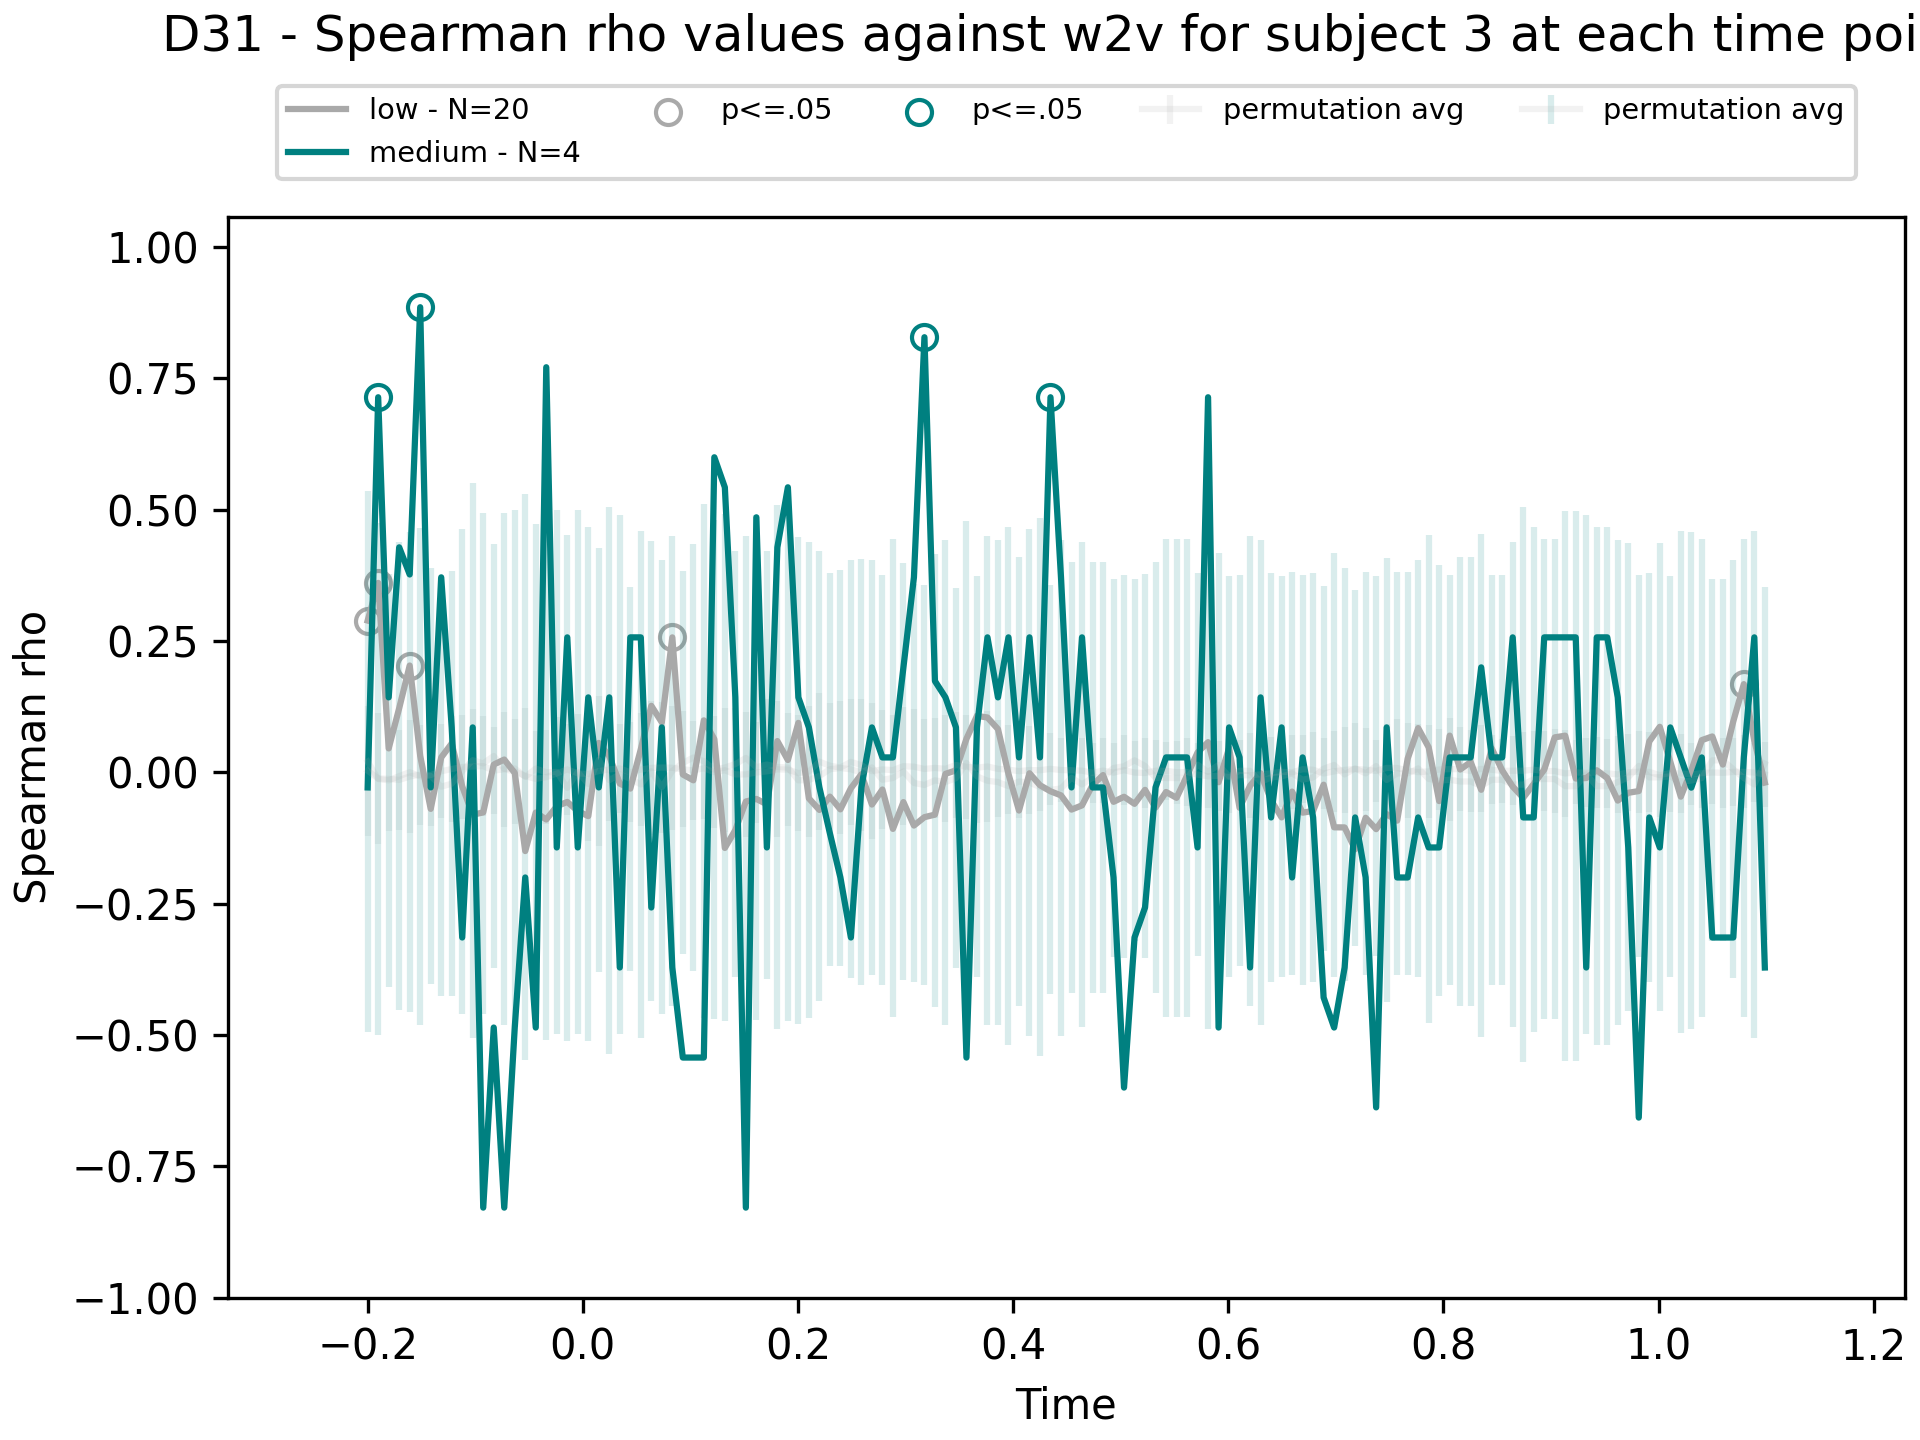 D31 - Spearman rho values against w2v for subject 3 at each time poi
low - N=20 p<=.05 p<=.05 permutation avg permutation avg
medium - N=4
1.00
0.75
0.50
0.25
0.00
−0.25
−0.50
−0.75
−1.00
Spearman rho
−0.2 0.0 0.2 0.4 0.6 0.8 1.0 1.2
Time